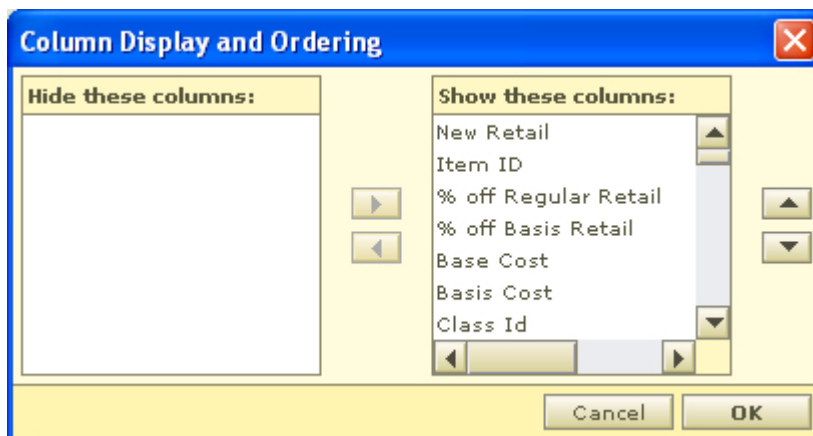 Column Display and Ordering
Hide these columns:
Show these columns:
New Retail
Item ID
% off Regular Retail
% off Basis Retail
Base Cost
Basis Cost
Class Id
Cancel
OK